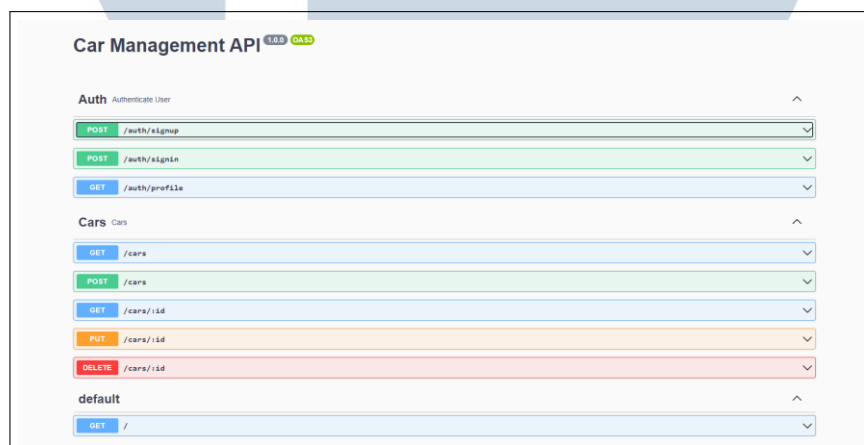 Car Management API 1.0.0 OAS3
Auth Authenticate User
POST /auth/signup
POST /auth/signin
GET /auth/profile
Cars Cars
GET /cars
POST /cars
GET /cars/:id
PUT /cars/:id
DELETE /cars/:id
default
GET /